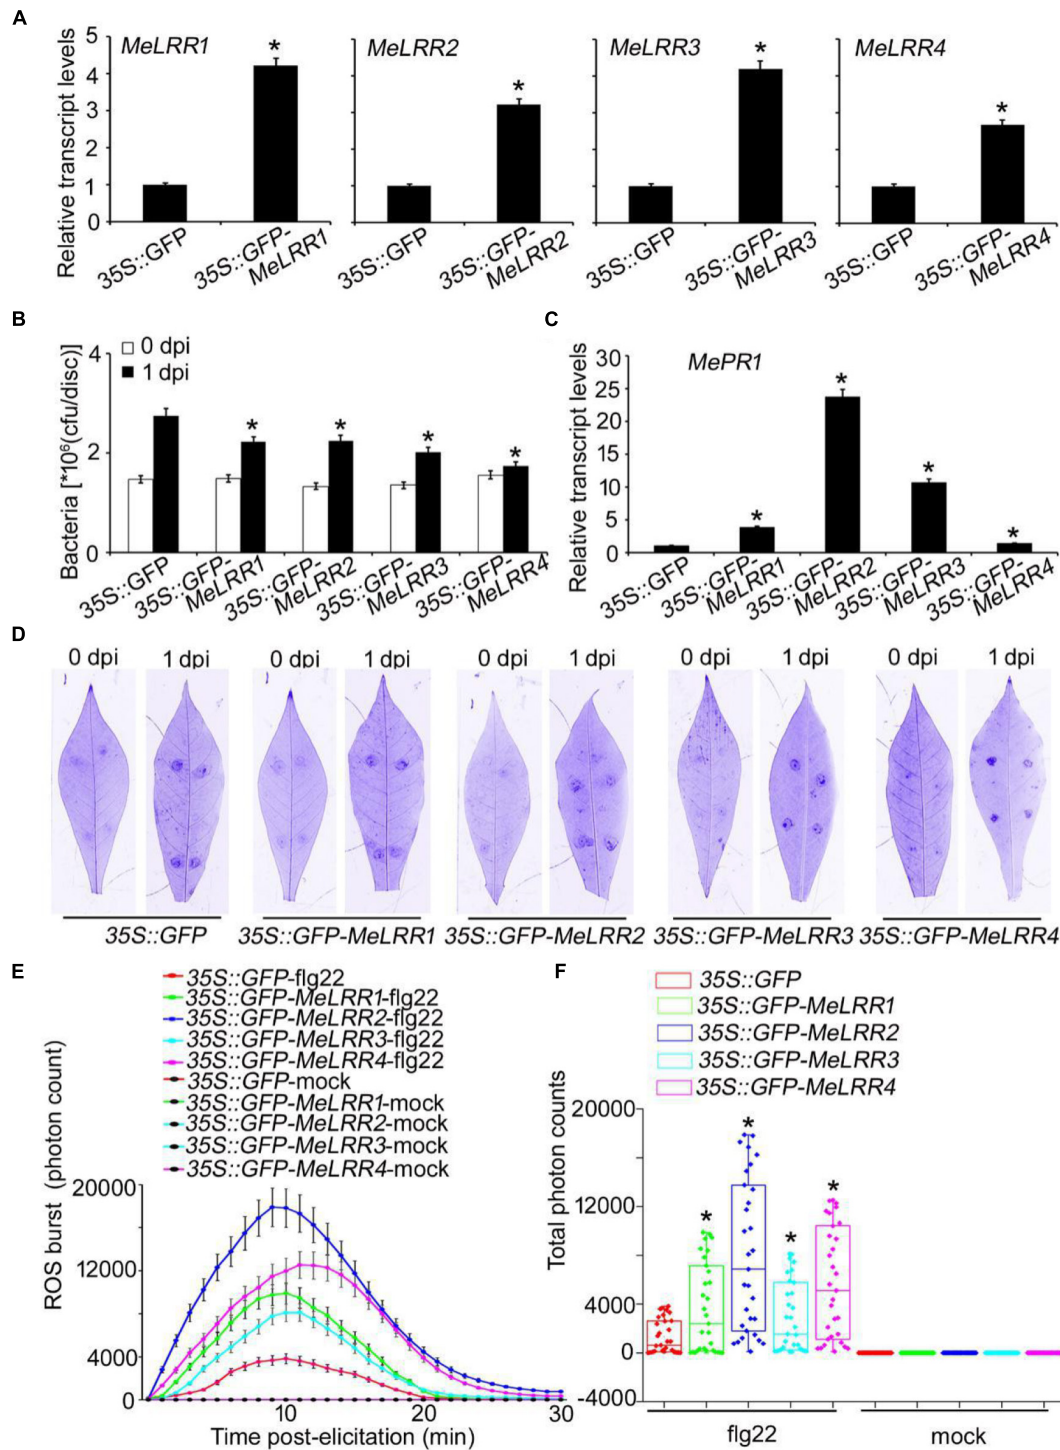 A
MeLRR1
MeLRR2
MeLRR3
MeLRR4
Relative transcript levels
5
4
3
2
1
0
*
*
*
*
35S::GFP
35S::GFP-
MeLRR1
35S::GFP
35S::GFP-
MeLRR2
35S::GFP
35S::GFP-
MeLRR3
35S::GFP
35S::GFP-
MeLRR4
B
0 dpi
1 dpi
Bacteria [*10⁶(cfu/disc)]
4
2
0
*
*
*
*
35S::GFP
35S::GFP-
MeLRR1
35S::GFP-
MeLRR2
35S::GFP-
MeLRR3
35S::GFP-
MeLRR4
C
MePR1
Relative transcript levels
30
25
20
15
10
5
0
*
*
*
*
35S::GFP
35S::GFP-
MeLRR1
35S::GFP-
MeLRR2
35S::GFP-
MeLRR3
35S::GFP-
MeLRR4
D
0 dpi 1 dpi 0 dpi 1 dpi 0 dpi 1 dpi 0 dpi 1 dpi 0 dpi 1 dpi
35S::GFP 35S::GFP-MeLRR1 35S::GFP-MeLRR2 35S::GFP-MeLRR3 35S::GFP-MeLRR4
E
35S::GFP-flg22
35S::GFP-MeLRR1-flg22
35S::GFP-MeLRR2-flg22
35S::GFP-MeLRR3-flg22
35S::GFP-MeLRR4-flg22
35S::GFP-mock
35S::GFP-MeLRR1-mock
35S::GFP-MeLRR2-mock
35S::GFP-MeLRR3-mock
35S::GFP-MeLRR4-mock
ROS burst (photon count)
20000
12000
4000
0
10 20 30
Time post-elicitation (min)
F
35S::GFP
35S::GFP-MeLRR1
35S::GFP-MeLRR2
35S::GFP-MeLRR3
35S::GFP-MeLRR4
Total photon counts
20000
12000
4000
0
-4000
*
*
*
*
flg22 mock